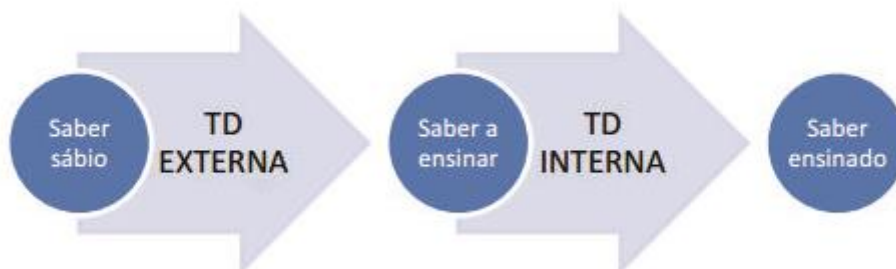 Saber
sábio
TD
EXTERNA
Saber a
ensinar
TD
INTERNA
Saber
ensinado